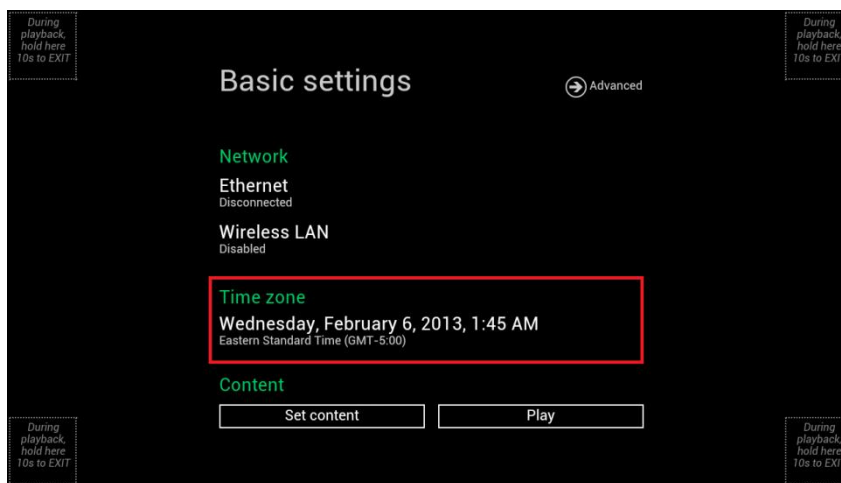 During
playback,
hold here
10s to EXIT
During
playback,
hold here
10s to EXI
Basic settings
Advanced
Network
Ethernet
Disconnected
Wireless LAN
Disabled
Time zone
Wednesday, February 6, 2013, 1:45 AM
Eastern Standard Time (GMT-5:00)
Content
Set content
Play
During
playback,
hold here
10s to EXIT
During
playback,
hold here
10s to EXI